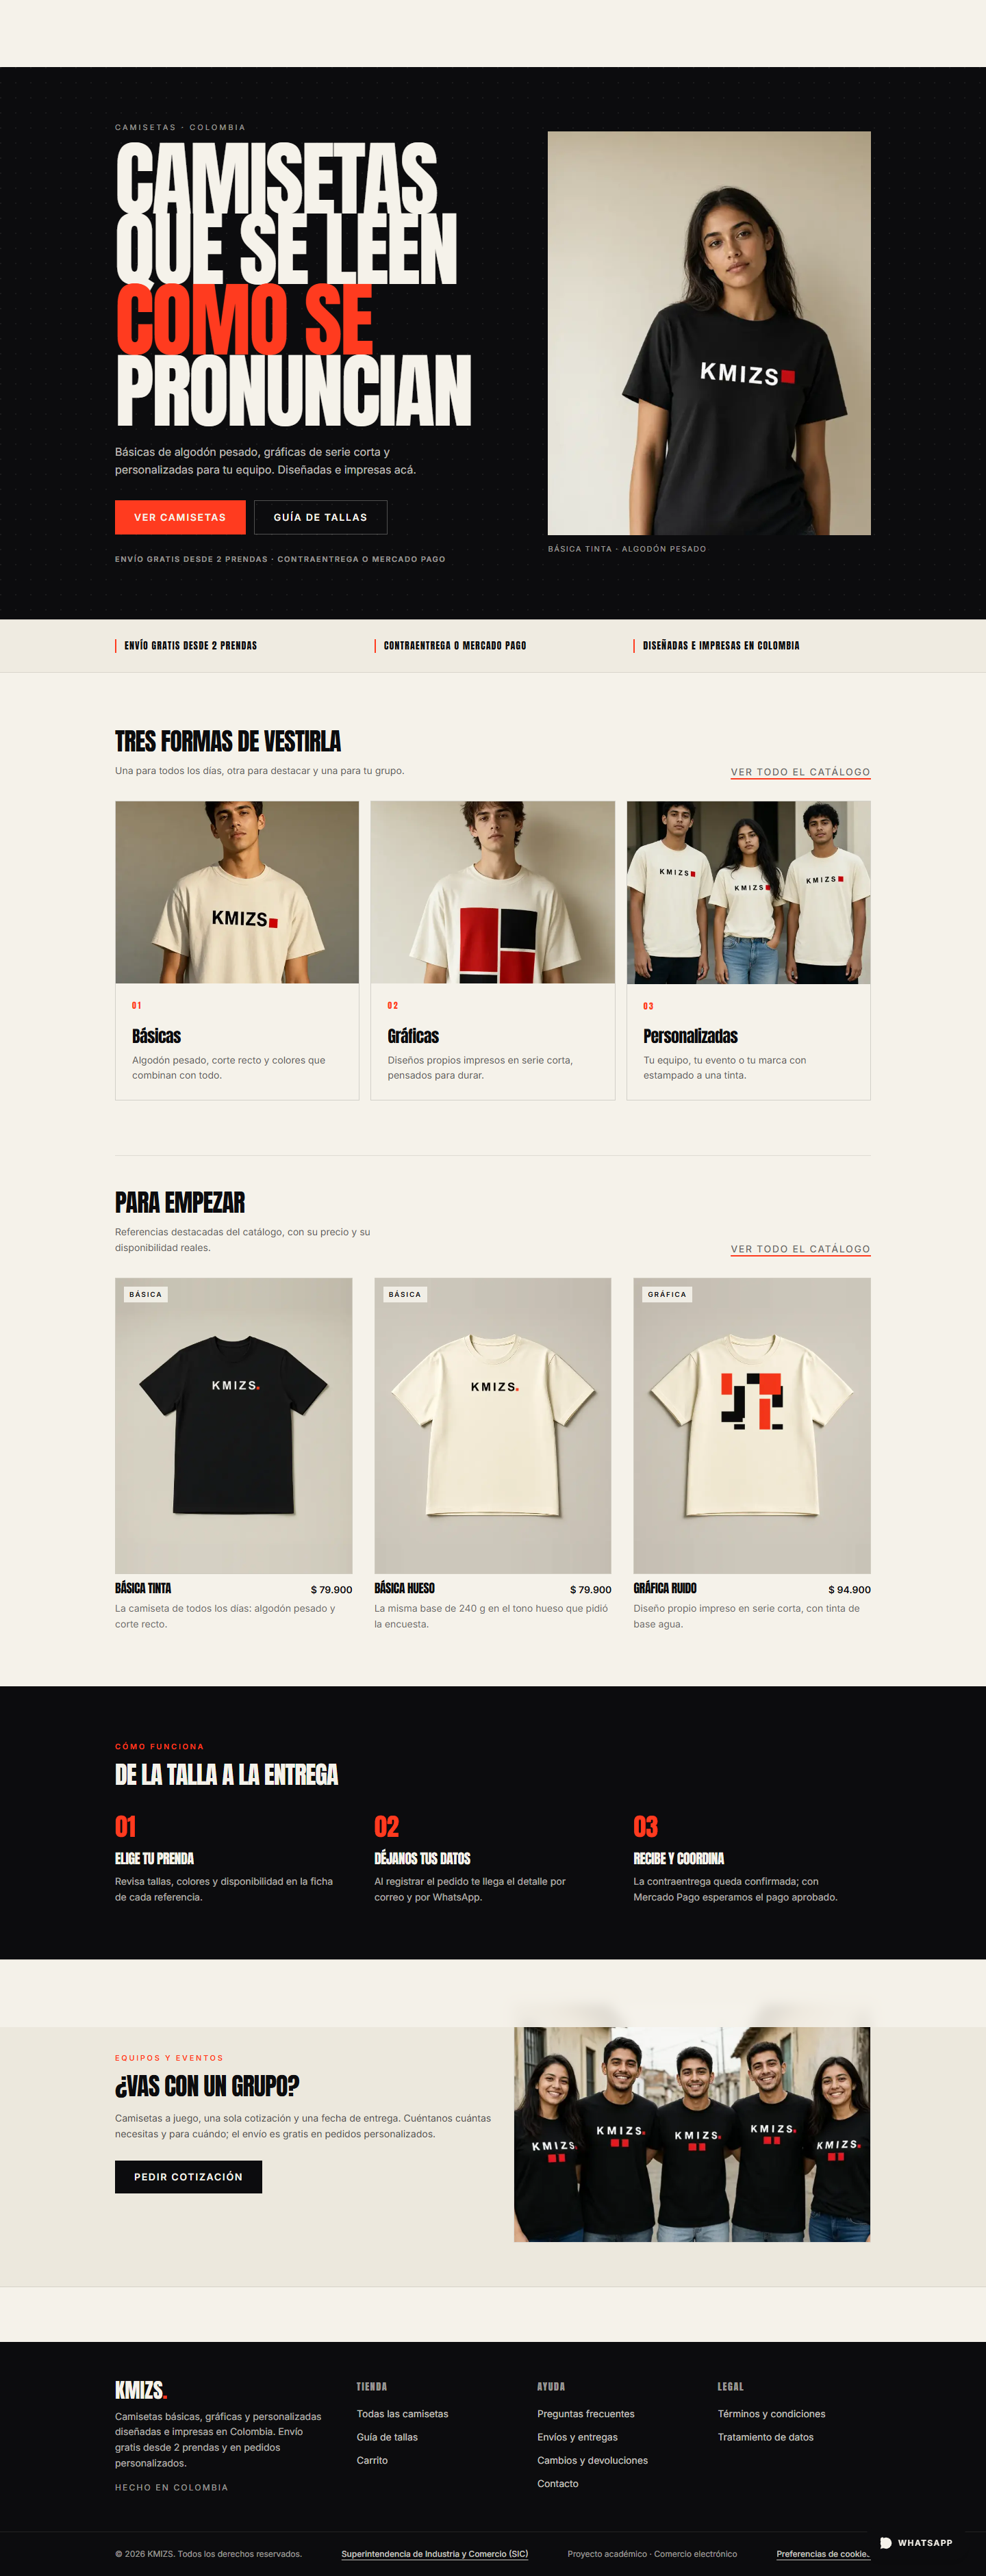 CAMISETAS · COLOMBIA
CAMISETAS
QUE SE LEEN
COMO SE
PRONUNCIAN
Básicas de algodón pesado, gráficas de serie corta y
personalizadas para tu equipo. Diseñadas e impresas acá.
VER CAMISETAS
GUÍA DE TALLAS
ENVÍO GRATIS DESDE 2 PRENDAS · CONTRAENTREGA O MERCADO PAGO
KMIZS
BÁSICA TINTA · ALGODÓN PESADO
ENVÍO GRATIS DESDE 2 PRENDAS
CONTRAENTREGA O MERCADO PAGO
DISEÑADAS E IMPRESAS EN COLOMBIA
TRES FORMAS DE VESTIRLA
Una para todos los días, otra para destacar y una para tu grupo.
VER TODO EL CATÁLOGO
KMIZS
KMIZS
KMIZS
KMIZS
01
Básicas
Algodón pesado, corte recto y colores que
combinan con todo.
02
Gráficas
Diseños propios impresos en serie corta,
pensados para durar.
03
Personalizadas
Tu equipo, tu evento o tu marca con
estampado a una tinta.
PARA EMPEZAR
Referencias destacadas del catálogo, con su precio y su
disponibilidad reales.
VER TODO EL CATÁLOGO
BÁSICA
KMIZS.
BÁSICA
KMIZS.
GRÁFICA
BÁSICA TINTA
$ 79.900
La camiseta de todos los días: algodón pesado y
corte recto.
BÁSICA HUESO
$ 79.900
La misma base de 240 g en el tono hueso que pidió
la encuesta.
GRÁFICA RUIDO
$ 94.900
Diseño propio impreso en serie corta, con tinta de
base agua.
CÓMO FUNCIONA
DE LA TALLA A LA ENTREGA
01
ELIGE TU PRENDA
Revisa tallas, colores y disponibilidad en la ficha
de cada referencia.
02
DÉJANOS TUS DATOS
Al registrar el pedido te llega el detalle por
correo y por WhatsApp.
03
RECIBE Y COORDINA
La contraentrega queda confirmada; con
Mercado Pago esperamos el pago aprobado.
EQUIPOS Y EVENTOS
¿VAS CON UN GRUPO?
Camisetas a juego, una sola cotización y una fecha de entrega. Cuéntanos cuántas
necesitas y para cuándo; el envío es gratis en pedidos personalizados.
PEDIR COTIZACIÓN
KMIZS.
KMIZS.
KMIZS.
KMIZS.
KMIZS.
KMIZS.
Camisetas básicas, gráficas y personalizadas
diseñadas e impresas en Colombia. Envío
gratis desde 2 prendas y en pedidos
personalizados.
HECHO EN COLOMBIA
TIENDA
Todas las camisetas
Guía de tallas
Carrito
AYUDA
Preguntas frecuentes
Envíos y entregas
Cambios y devoluciones
Contacto
LEGAL
Términos y condiciones
Tratamiento de datos
WHATSAPP
© 2026 KMIZS. Todos los derechos reservados.
Superintendencia de Industria y Comercio (SIC)
Proyecto académico · Comercio electrónico
Preferencias de cookie